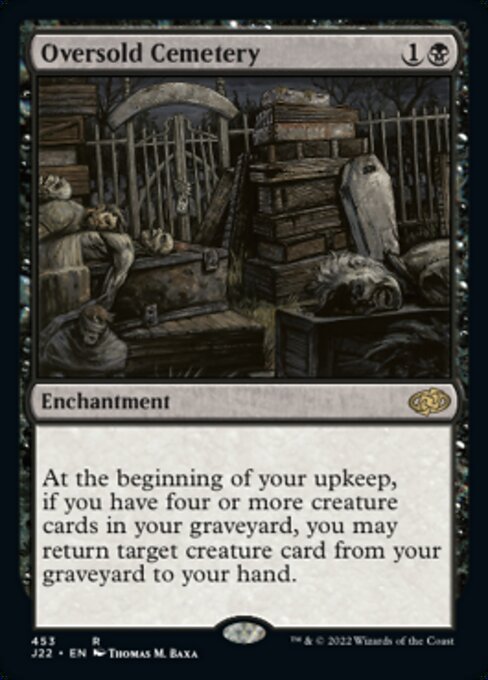 Oversold Cemetery 1
Enchantment
At the beginning of your upkeep,
if you have four or more creature
cards in your graveyard, you may
return target creature card from your
graveyard to your hand.
453 R
J22 • EN THOMAS M. BAXA
™ & © 2022 Wizards of the Coast